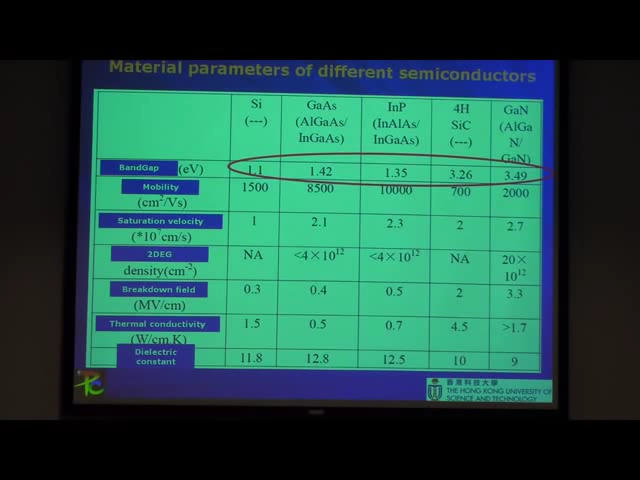 Material parameters of different semiconductors
Si
(---)
GaAs
(AlGaAs/
InGaAs)
InP
(InAlAs/
InGaAs)
4H
SiC
(---)
GaN
(AlGa
N/
GaN)
BandGap (eV) 1.1 1.42 1.35 3.26 3.49
Mobility
(cm²/Vs) 1500 8500 10000 700 2000
Saturation velocity
(*10⁷cm/s) 1 2.1 2.3 2 2.7
2DEG
density(cm⁻²) NA <4×10¹² <4×10¹² NA 20×
10¹²
Breakdown field
(MV/cm) 0.3 0.4 0.5 2 3.3
Thermal conductivity
(W/cm.K) 1.5 0.5 0.7 4.5 >1.7
Dielectric
constant 11.8 12.8 12.5 10 9
香港科技大學
THE HONG KONG UNIVERSITY OF
SCIENCE AND TECHNOLOGY